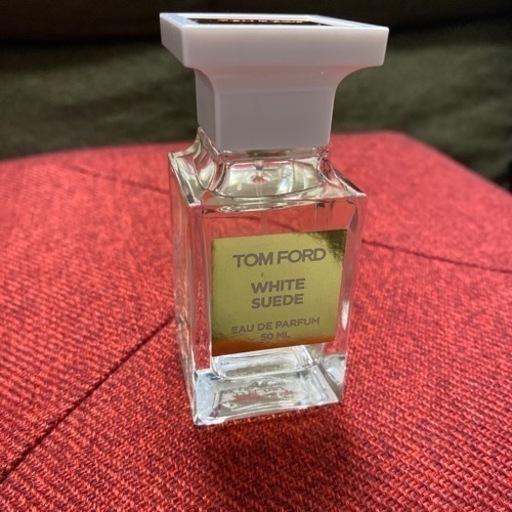 TOM FORD
WHITE
SUEDE
EAU DE PARFUM
50 ML